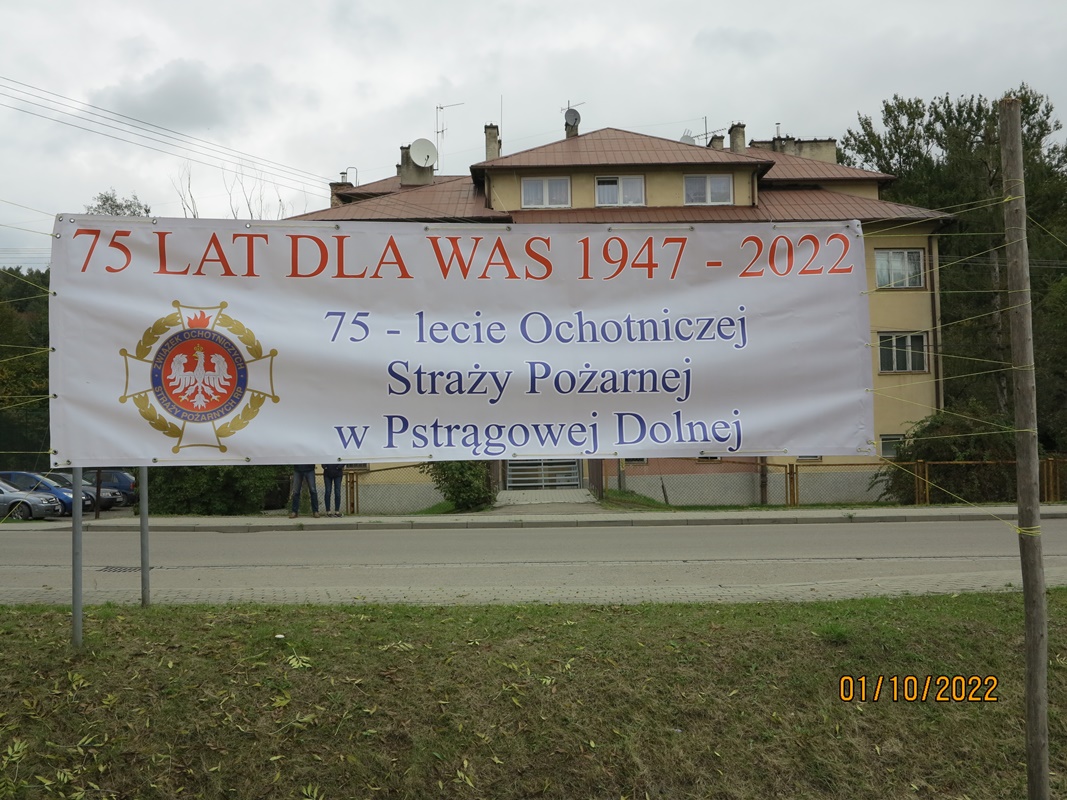 75 LAT DLA WAS 1947 - 2022
75 - lecie Ochotniczej
Straży Pożarnej
w Pstrągowej Dolnej
ZWIĄZEK OCHOTNICZYCH
STRAŻY POŻARNYCH RP
01/10/2022